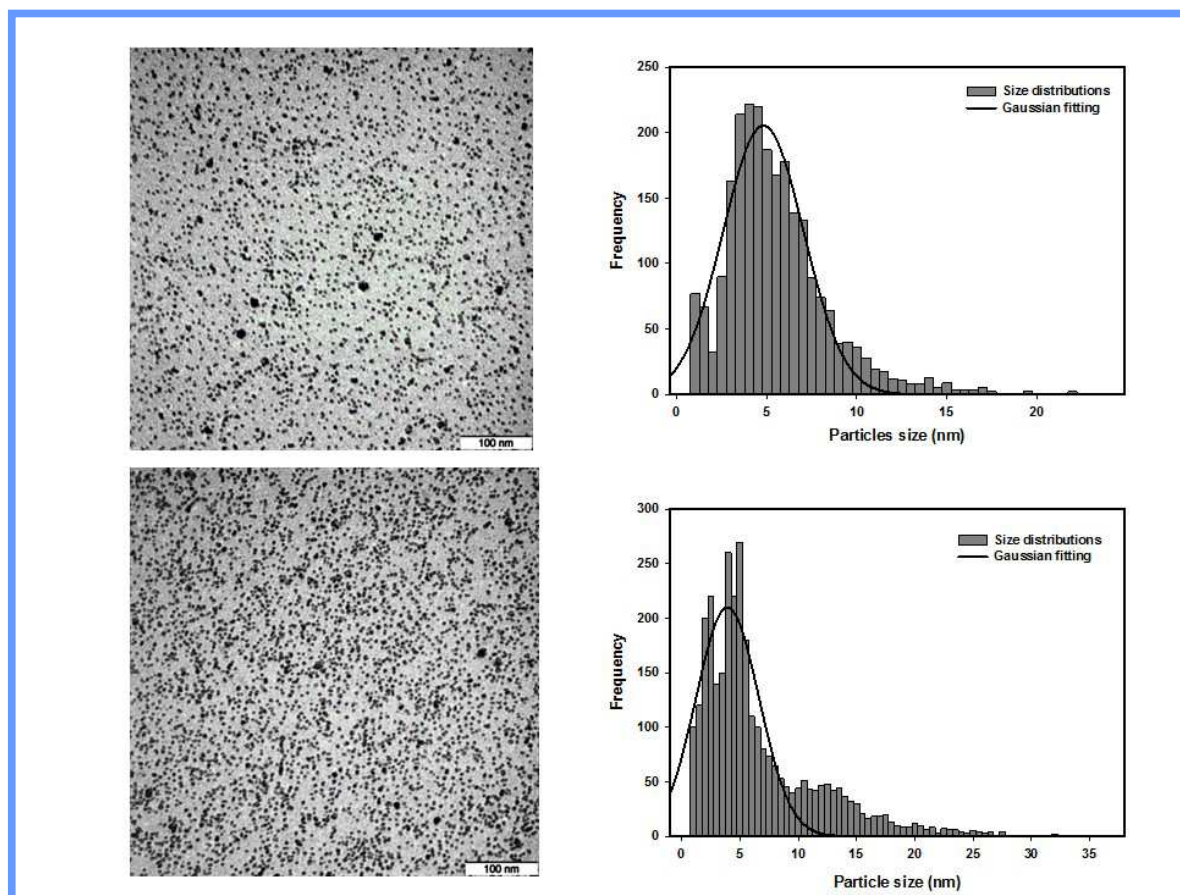 250
200
150
100
50
0
Frequency
Size distributions
Gaussian fitting
0 5 10 15 20
Particles size (nm)
100 nm
300
250
200
150
100
50
0
Frequency
Size distributions
Gaussian fitting
0 5 10 15 20 25 30 35
Particle size (nm)
100 nm